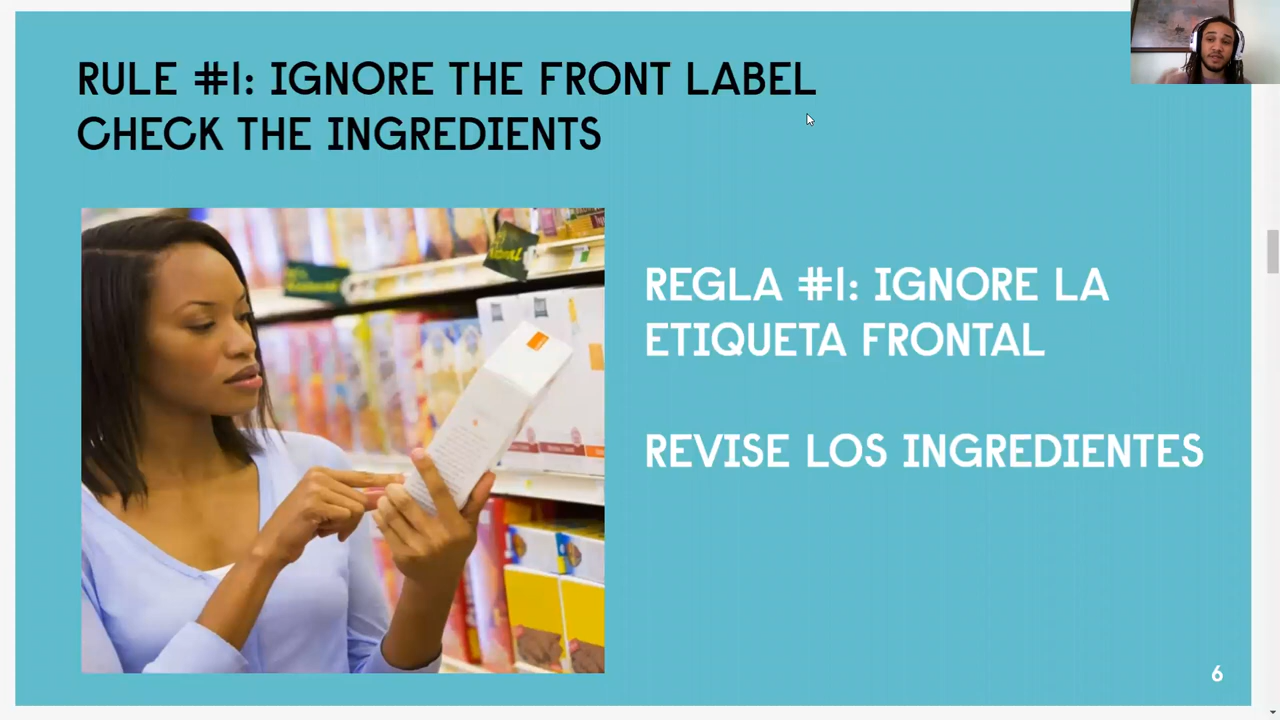 RULE #1: IGNORE THE FRONT LABEL
CHECK THE INGREDIENTS
REGLA #1: IGNORE LA
ETIQUETA FRONTAL
REVISE LOS INGREDIENTES
6